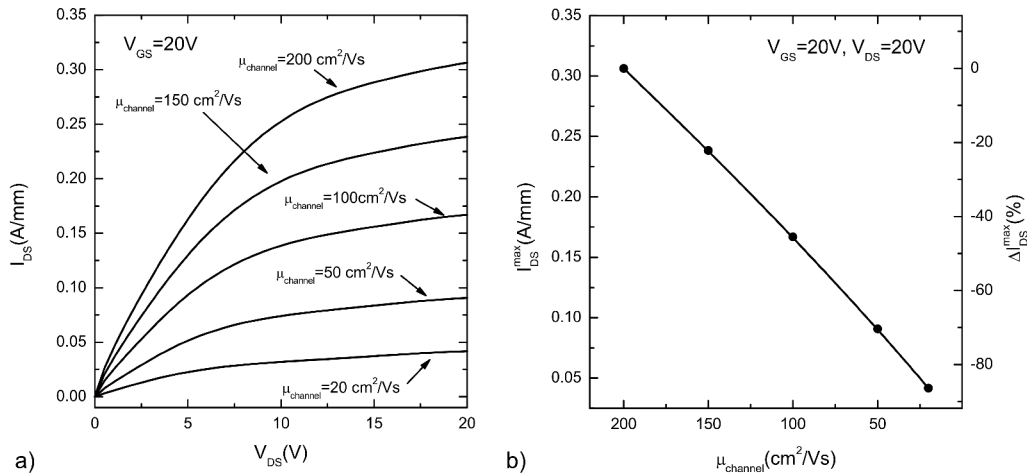 V_GS=20V
μ_channel=200 cm²/Vs
μ_channel=150 cm²/Vs
μ_channel=100cm²/Vs
μ_channel=50 cm²/Vs
μ_channel=20 cm²/Vs
0.35
0.30
0.25
0.20
0.15
0.10
0.05
0.00
I_DS(A/mm)
0 5 10 15 20
V_DS(V)
a)
V_GS=20V, V_DS=20V
0.35
0.30
0.25
0.20
0.15
0.10
0.05
I_DS^max(A/mm)
0
-20
-40
-60
-80
ΔI_DS^max(%)
200 150 100 50
μ_channel(cm²/Vs)
b)